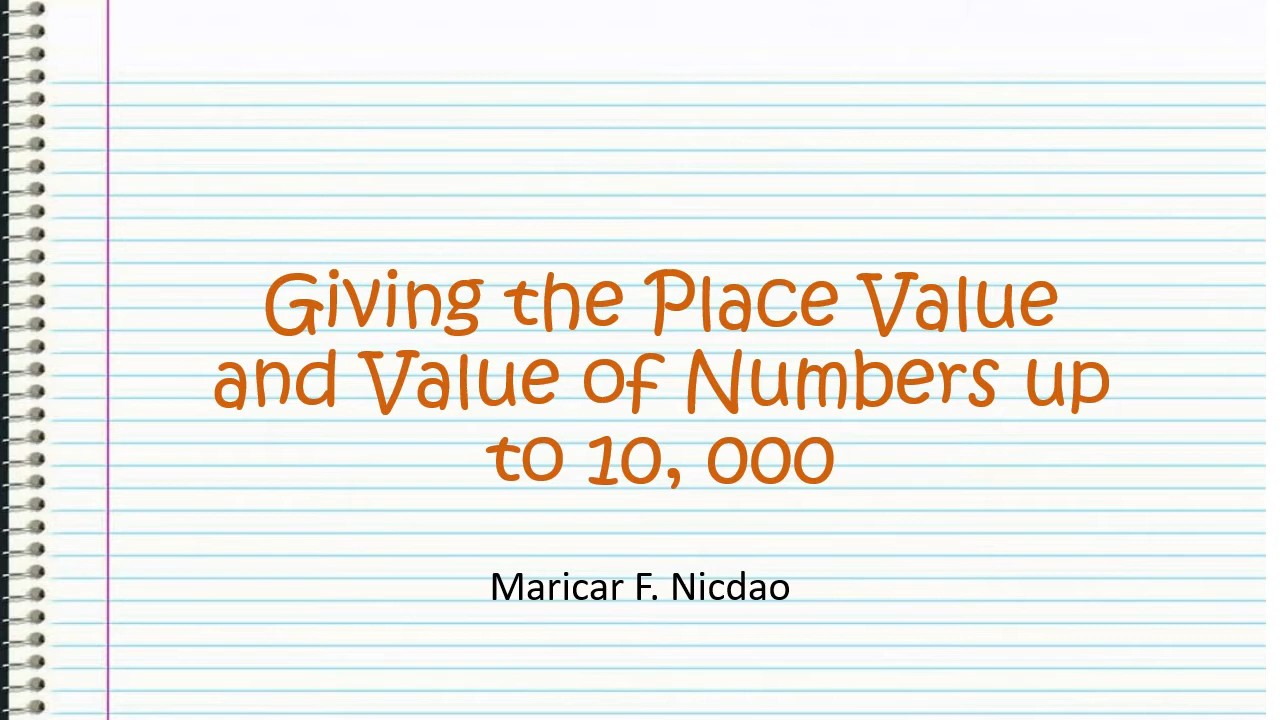 Giving the Place Value
and Value of Numbers up
to 10, 000
Maricar F. Nicdao